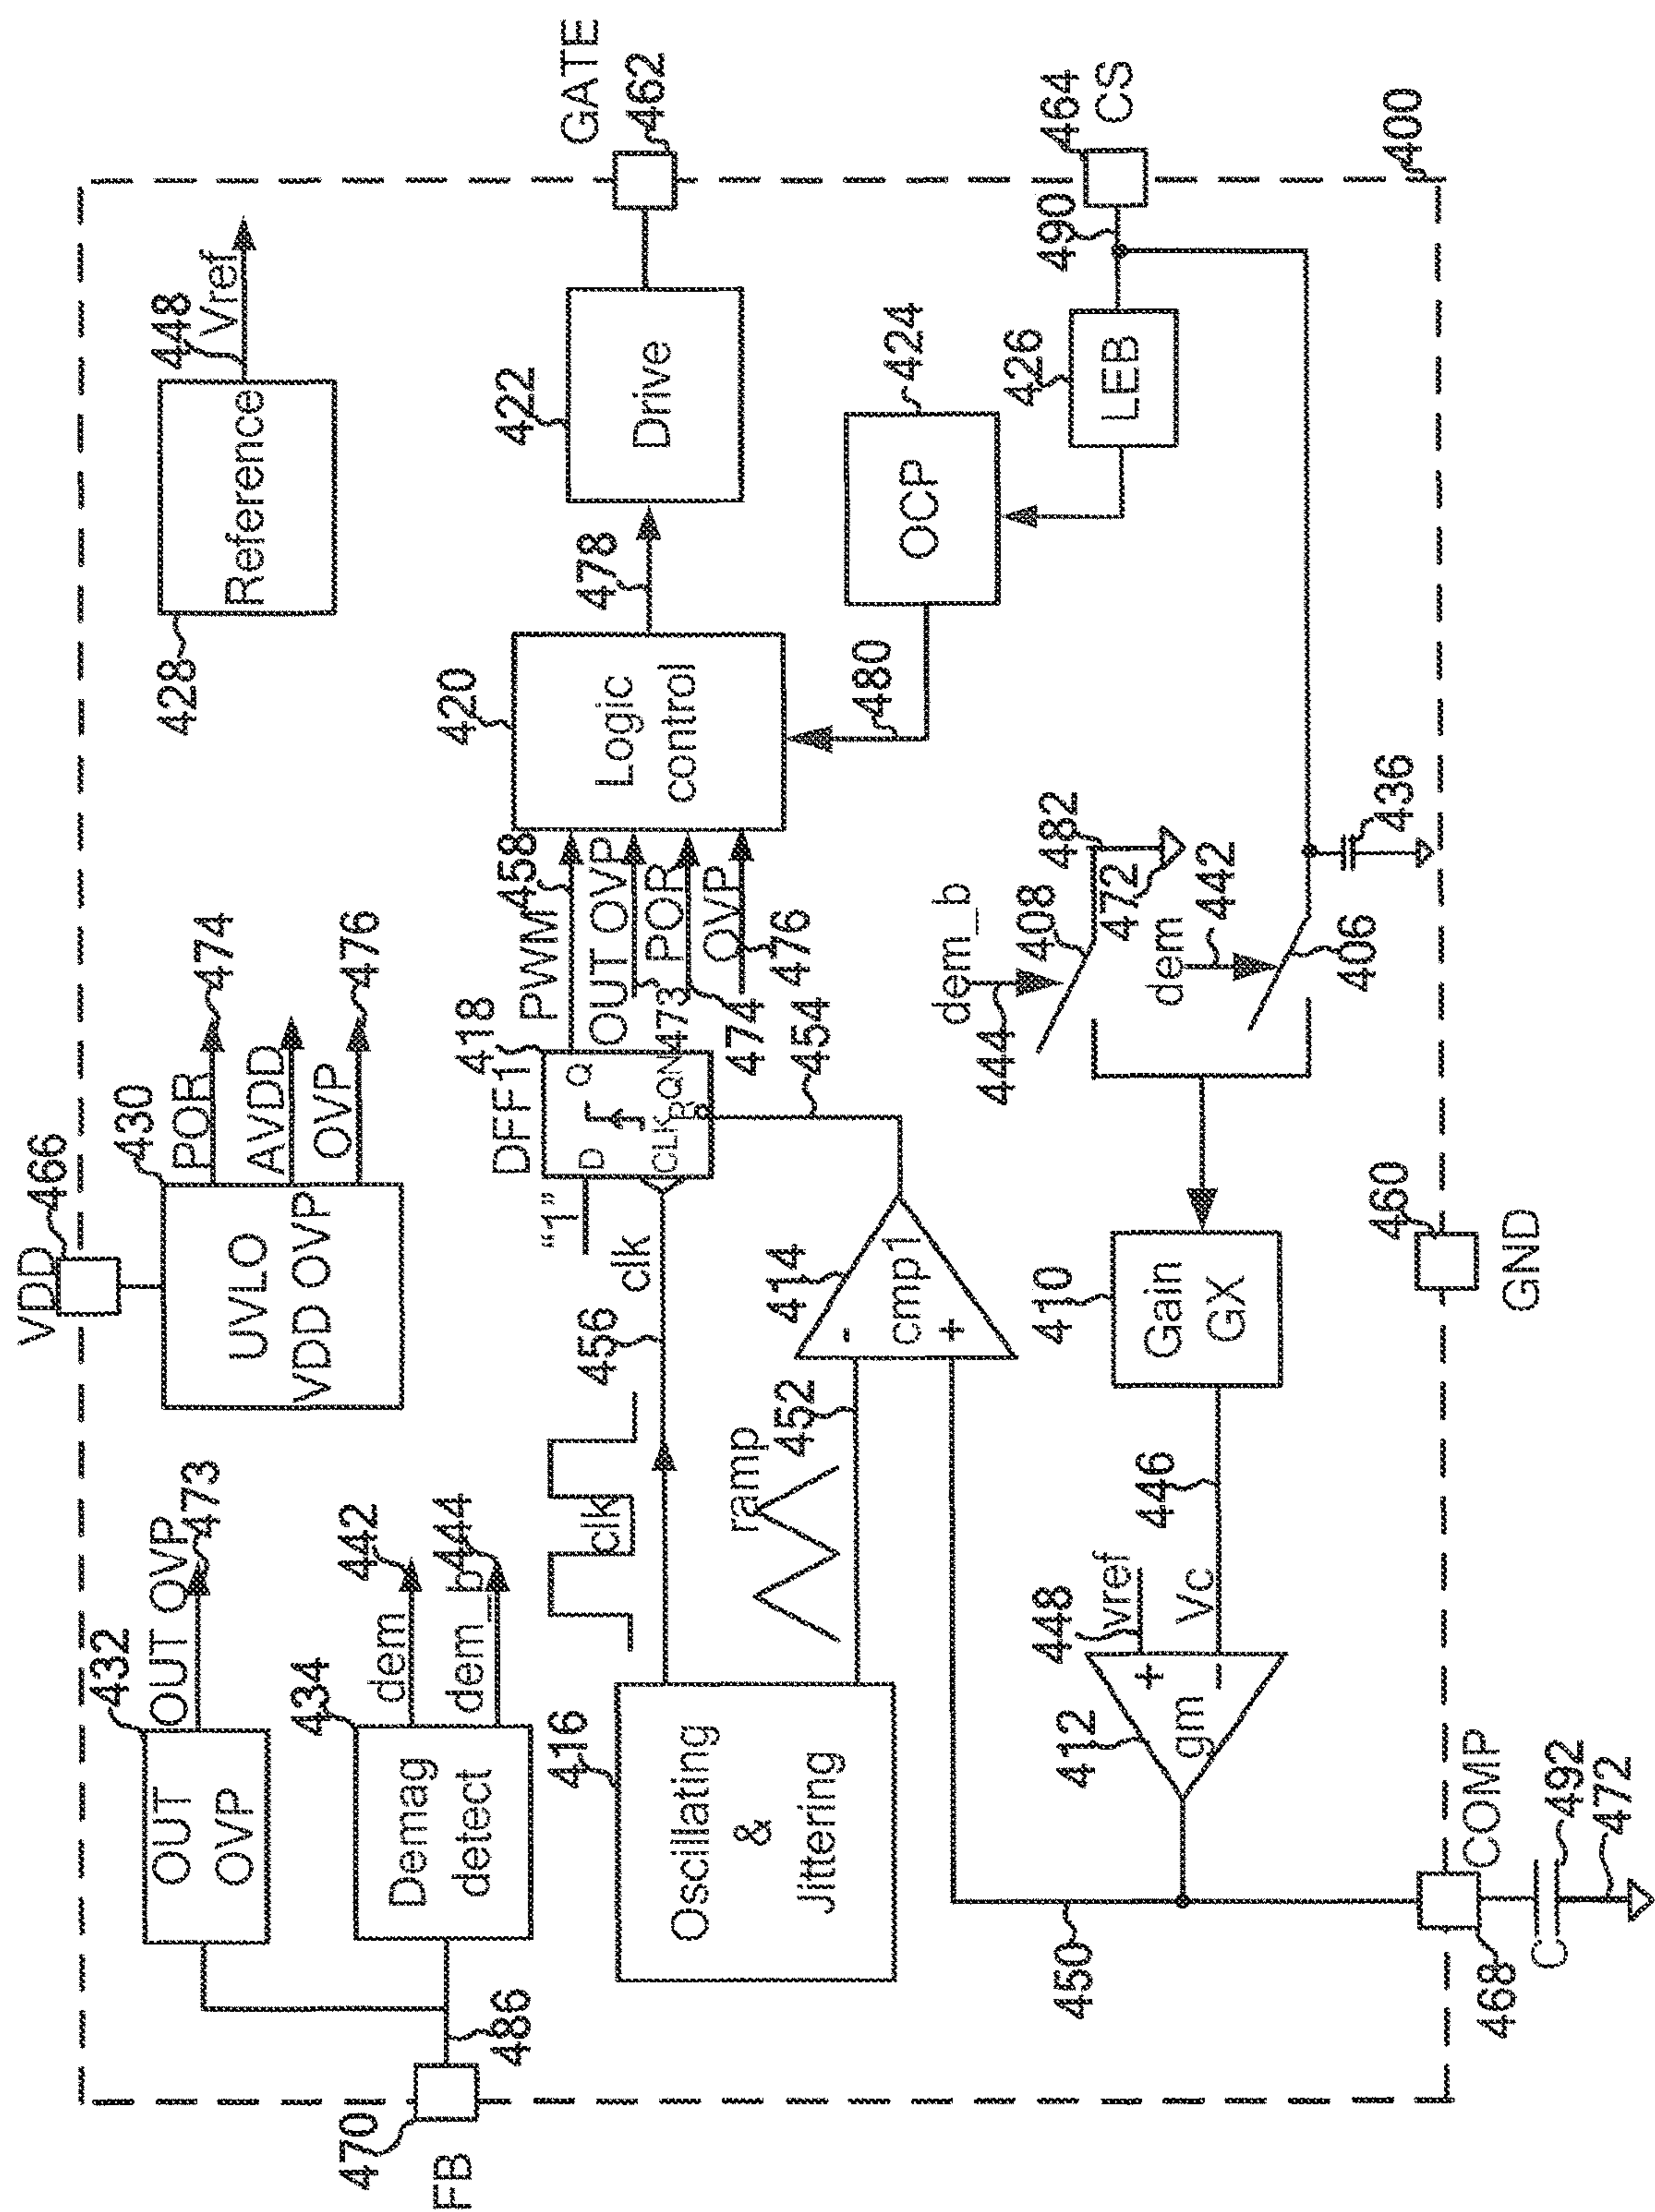 VDD
466
430
UVLO
VDD OVP
POR
474
AVDD
OVP
476
432
OUT
OVP
OUT OVP
473
434
Demag
detect
dem
442
dem_b
444
470
FB
486
428
Reference
448
Vref
416
Oscillating
&
Jittering
clk
456
clk
ramp
452
DFF1
418
"1"
D
Q
CLK
QN
R
PWM
458
OUT OVP
473
POR
474
OVP
476
454
420
Logic
control
478
422
Drive
GATE
462
480
OCP
424
426
LEB
490
464
CS
414
-
cmp1
+
dem_b
444
408
482
472
dem
442
406
436
410
Gain
GX
446
448
vref
Vc
+
-
gm
412
450
468
COMP
C
492
472
460
GND
400